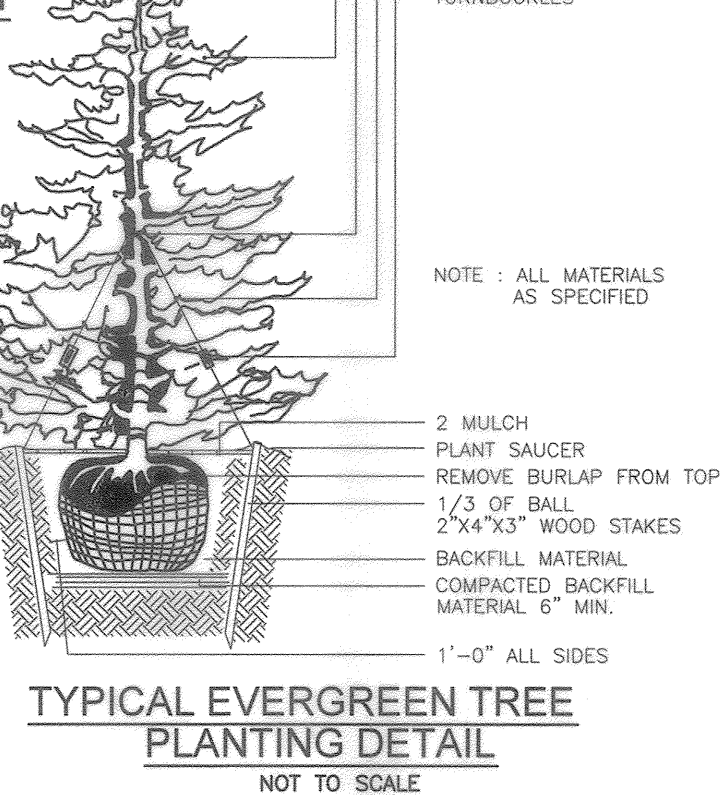 NOTE : ALL MATERIALS
AS SPECIFIED
2 MULCH
PLANT SAUCER
REMOVE BURLAP FROM TOP
1/3 OF BALL
2"X4"X3" WOOD STAKES
BACKFILL MATERIAL
COMPACTED BACKFILL
MATERIAL 6" MIN.
1'-0" ALL SIDES
TYPICAL EVERGREEN TREE
PLANTING DETAIL
NOT TO SCALE